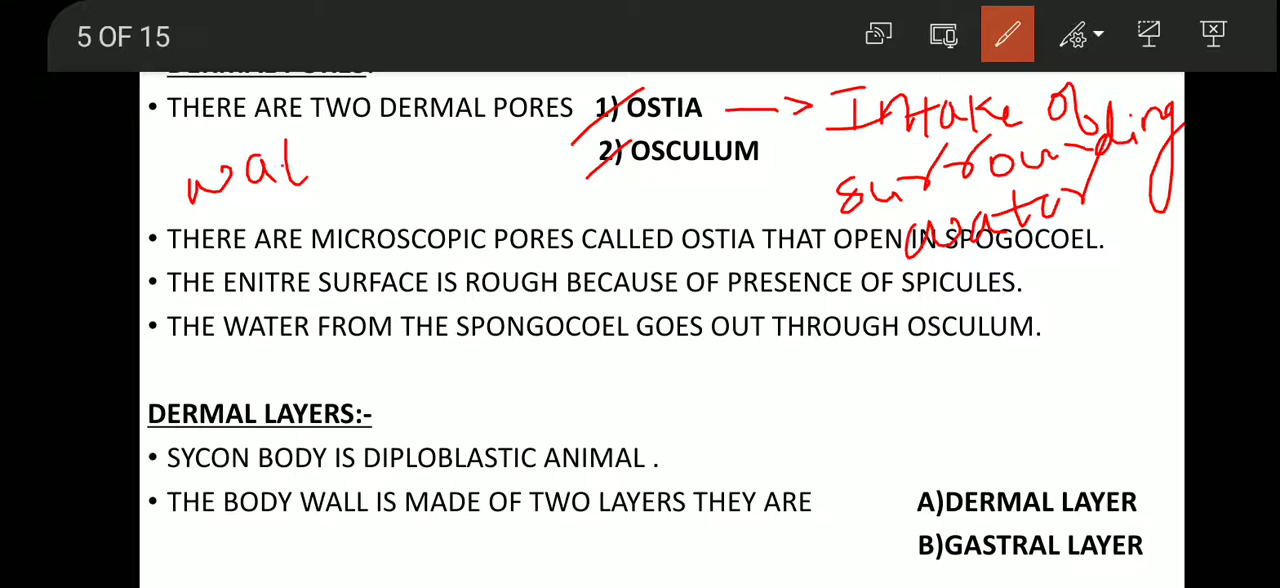 5 OF 15
• THERE ARE TWO DERMAL PORES 1) OSTIA —> Intake Of
2) OSCULUM surrou-ding
wat water
• THERE ARE MICROSCOPIC PORES CALLED OSTIA THAT OPEN IN SPOGOCOEL.
• THE ENITRE SURFACE IS ROUGH BECAUSE OF PRESENCE OF SPICULES.
• THE WATER FROM THE SPONGOCOEL GOES OUT THROUGH OSCULUM.
DERMAL LAYERS:-
• SYCON BODY IS DIPLOBLASTIC ANIMAL .
• THE BODY WALL IS MADE OF TWO LAYERS THEY ARE A)DERMAL LAYER
B)GASTRAL LAYER